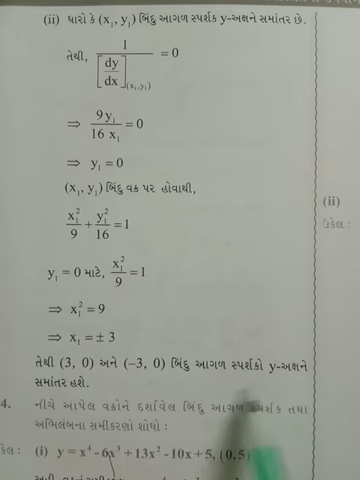 (ii) ધારો કે (x₁, y₁) બિંદુ આગળ સ્પર્શક y-અક્ષને સમાંતર છે.
તેથી, 1/[dy/dx]₍ₓ₁,ᵧ₁₎ = 0
⇒ 9y₁/16 x₁ = 0
⇒ y₁ = 0
(x₁, y₁) બિંદુ વક્ર પર હોવાથી,
x₁²/9 + y₁²/16 = 1
y₁ = 0 માટે, x₁²/9 = 1
⇒ x₁² = 9
⇒ x₁ = ± 3
તેથી (3, 0) અને (−3, 0) બિંદુ આગળ સ્પર્શકો y-અક્ષને
સમાંતર હશે.
4. નીચે આપેલ વક્રોને દર્શાવેલ બિંદુ આગળ સ્પર્શક તથા
અભિલંબના સમીકરણો શોધો :
કેલ : (i) y = x⁴ -6x³ + 13x² -10x + 5, (0.5)
(ii)
ઉકેલ :